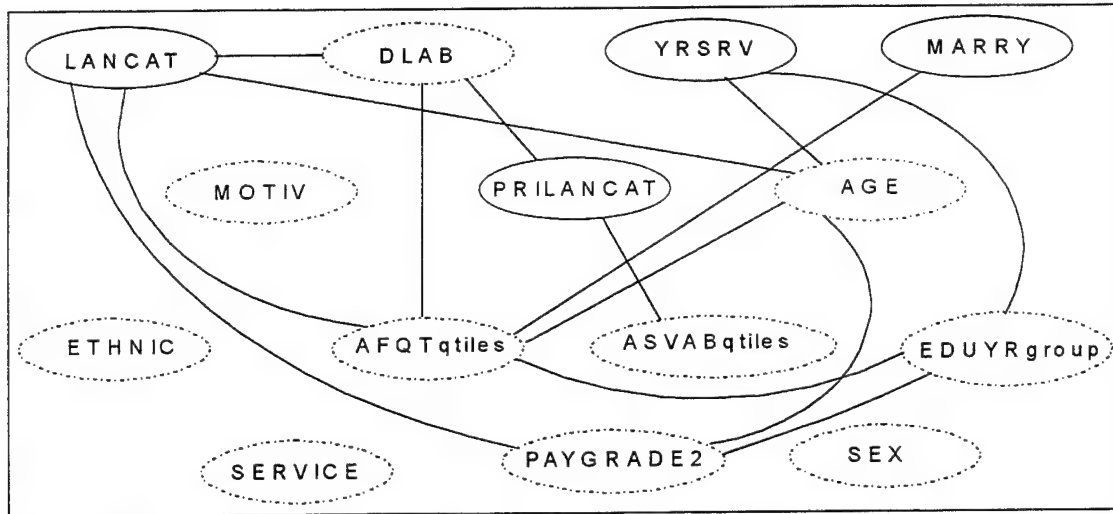 LANCAT
DLAB
YRSRV
MARRY
MOTIV
PRILANCAT
AGE
ETHNIC
AFQTqtiles
ASVABqtiles
EDUYRgroup
SERVICE
PAYGRADE2
SEX